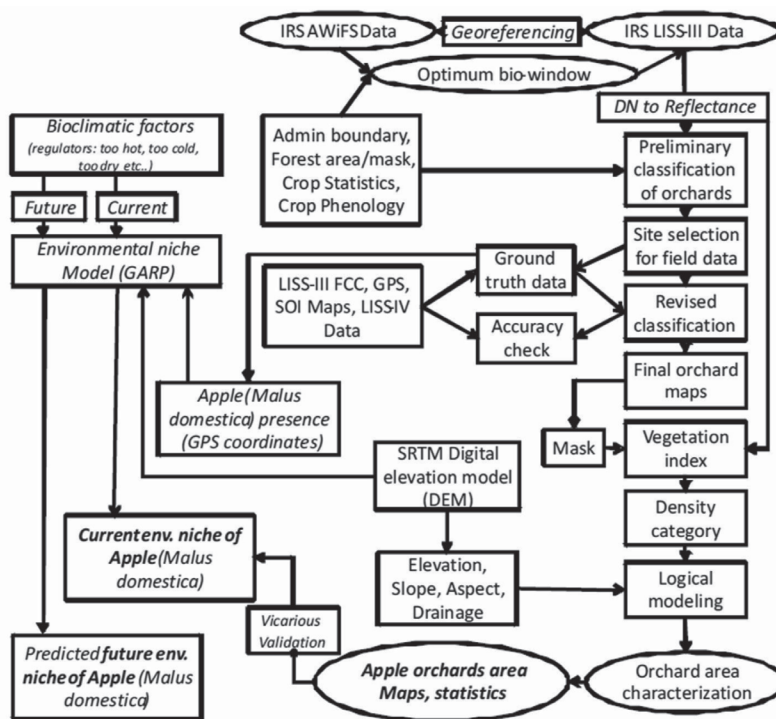 IRS AWiFS Data
Georeferencing
IRS LISS-III Data
Optimum bio-window
DN to Reflectance
Bioclimatic factors
(regulators: too hot, too cold,
too dry etc..)
Future
Current
Environmental niche
Model (GARP)
Admin boundary,
Forest area/mask,
Crop Statistics,
Crop Phenology
Preliminary
classification
of orchards
Site selection
for field data
Ground
truth data
LISS-III FCC, GPS,
SOI Maps, LISS-IV
Data
Accuracy
check
Revised
classification
Final orchard
maps
Apple (Malus
domestica) presence
(GPS coordinates)
Mask
Vegetation
index
SRTM Digital
elevation model
(DEM)
Density
category
Current env. niche of
Apple (Malus
domestica)
Elevation,
Slope, Aspect,
Drainage
Logical
modeling
Vicarious
Validation
Predicted future env.
niche of Apple (Malus
domestica)
Apple orchards area
Maps, statistics
Orchard area
characterization